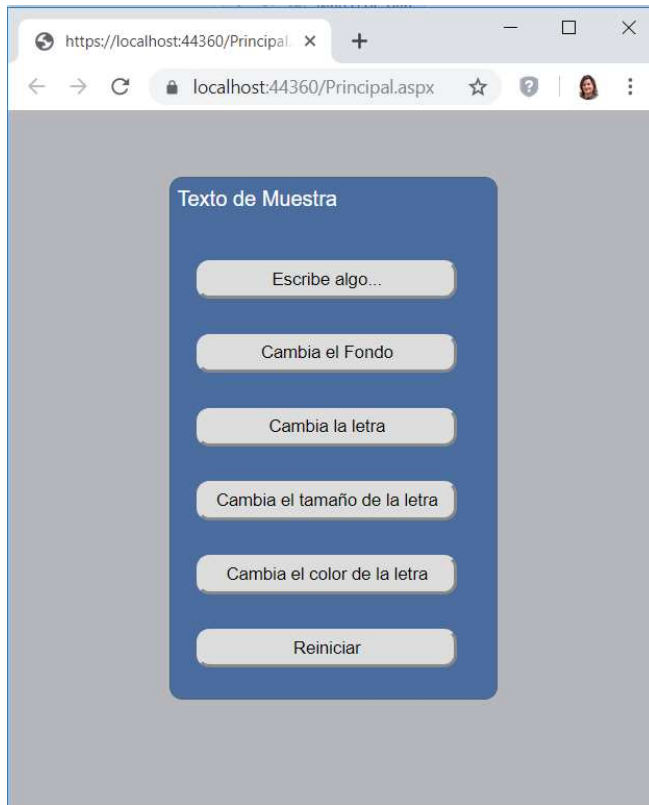 https://localhost:44360/Principal.
localhost:44360/Principal.aspx
Texto de Muestra
Escribe algo...
Cambia el Fondo
Cambia la letra
Cambia el tamaño de la letra
Cambia el color de la letra
Reiniciar